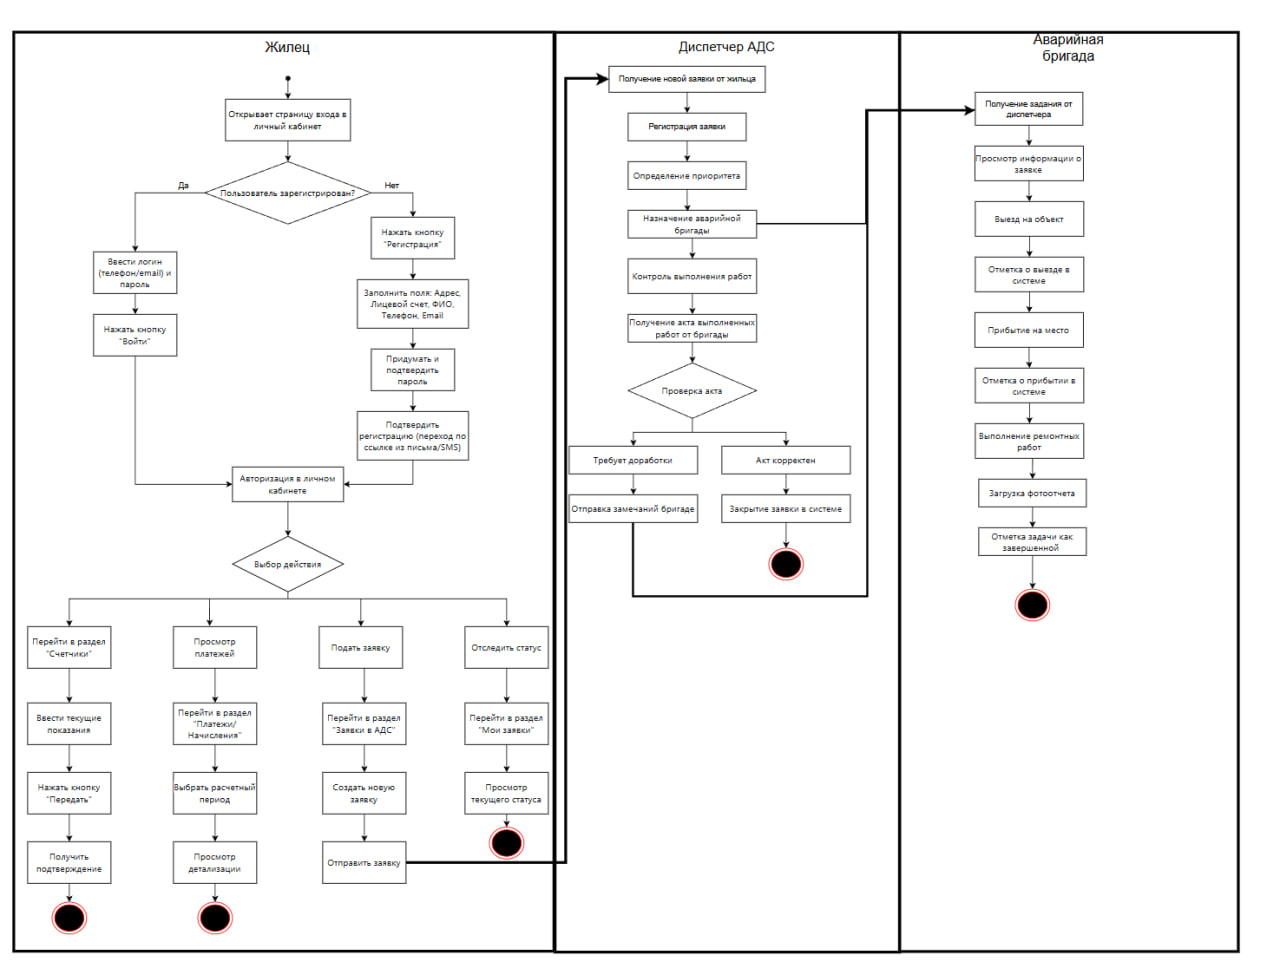 Жилец
Открывает страницу входа в
личный кабинет
Пользователь зарегистрирован?
Да
Нет
Ввести логин
(телефон/email) и
пароль
Нажать кнопку
"Войти"
Нажать кнопку
"Регистрация"
Заполнить поля: Адрес,
Лицевой счет, ФИО,
Телефон, Email
Придумать и
подтвердить
пароль
Подтвердить
регистрацию (переход по
ссылке из письма/SMS)
Авторизация в личном
кабинете
Выбор действия
Перейти в раздел
"Счетчики"
Ввести текущие
показания
Нажать кнопку
"Передать"
Получить
подтверждение
Просмотр
платежей
Перейти в раздел
"Платежи/
Начисления"
Выбрать расчетный
период
Просмотр
детализации
Подать заявку
Перейти в раздел
"Заявки в АДС"
Создать новую
заявку
Отправить заявку
Отследить статус
Перейти в раздел
"Мои заявки"
Просмотр
текущего статуса
Диспетчер АДС
Получение новой заявки от жильца
Регистрация заявки
Определение приоритета
Назначение аварийной
бригады
Контроль выполнения работ
Получение акта выполненных
работ от бригады
Проверка акта
Требует доработки
Отправка замечаний бригаде
Акт корректен
Закрытие заявки в системе
Аварийная
бригада
Получение задания от
диспетчера
Просмотр информации о
заявке
Выезд на объект
Отметка о выезде в
системе
Прибытие на место
Отметка о прибытии в
системе
Выполнение ремонтных
работ
Загрузка фотоотчета
Отметка задачи как
завершенной